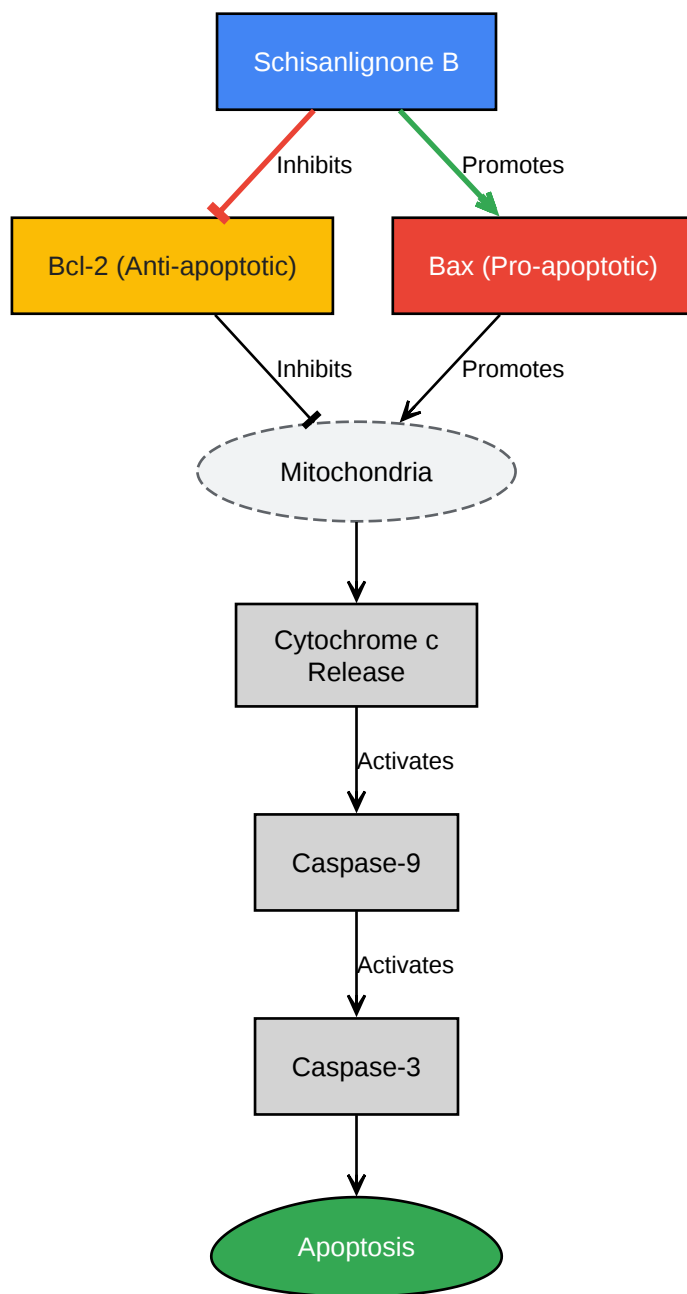 Schisanlignone B
Inhibits
Promotes
Bcl-2 (Anti-apoptotic)
Bax (Pro-apoptotic)
Inhibits
Promotes
Mitochondria
Cytochrome c
Release
Activates
Caspase-9
Activates
Caspase-3
Apoptosis